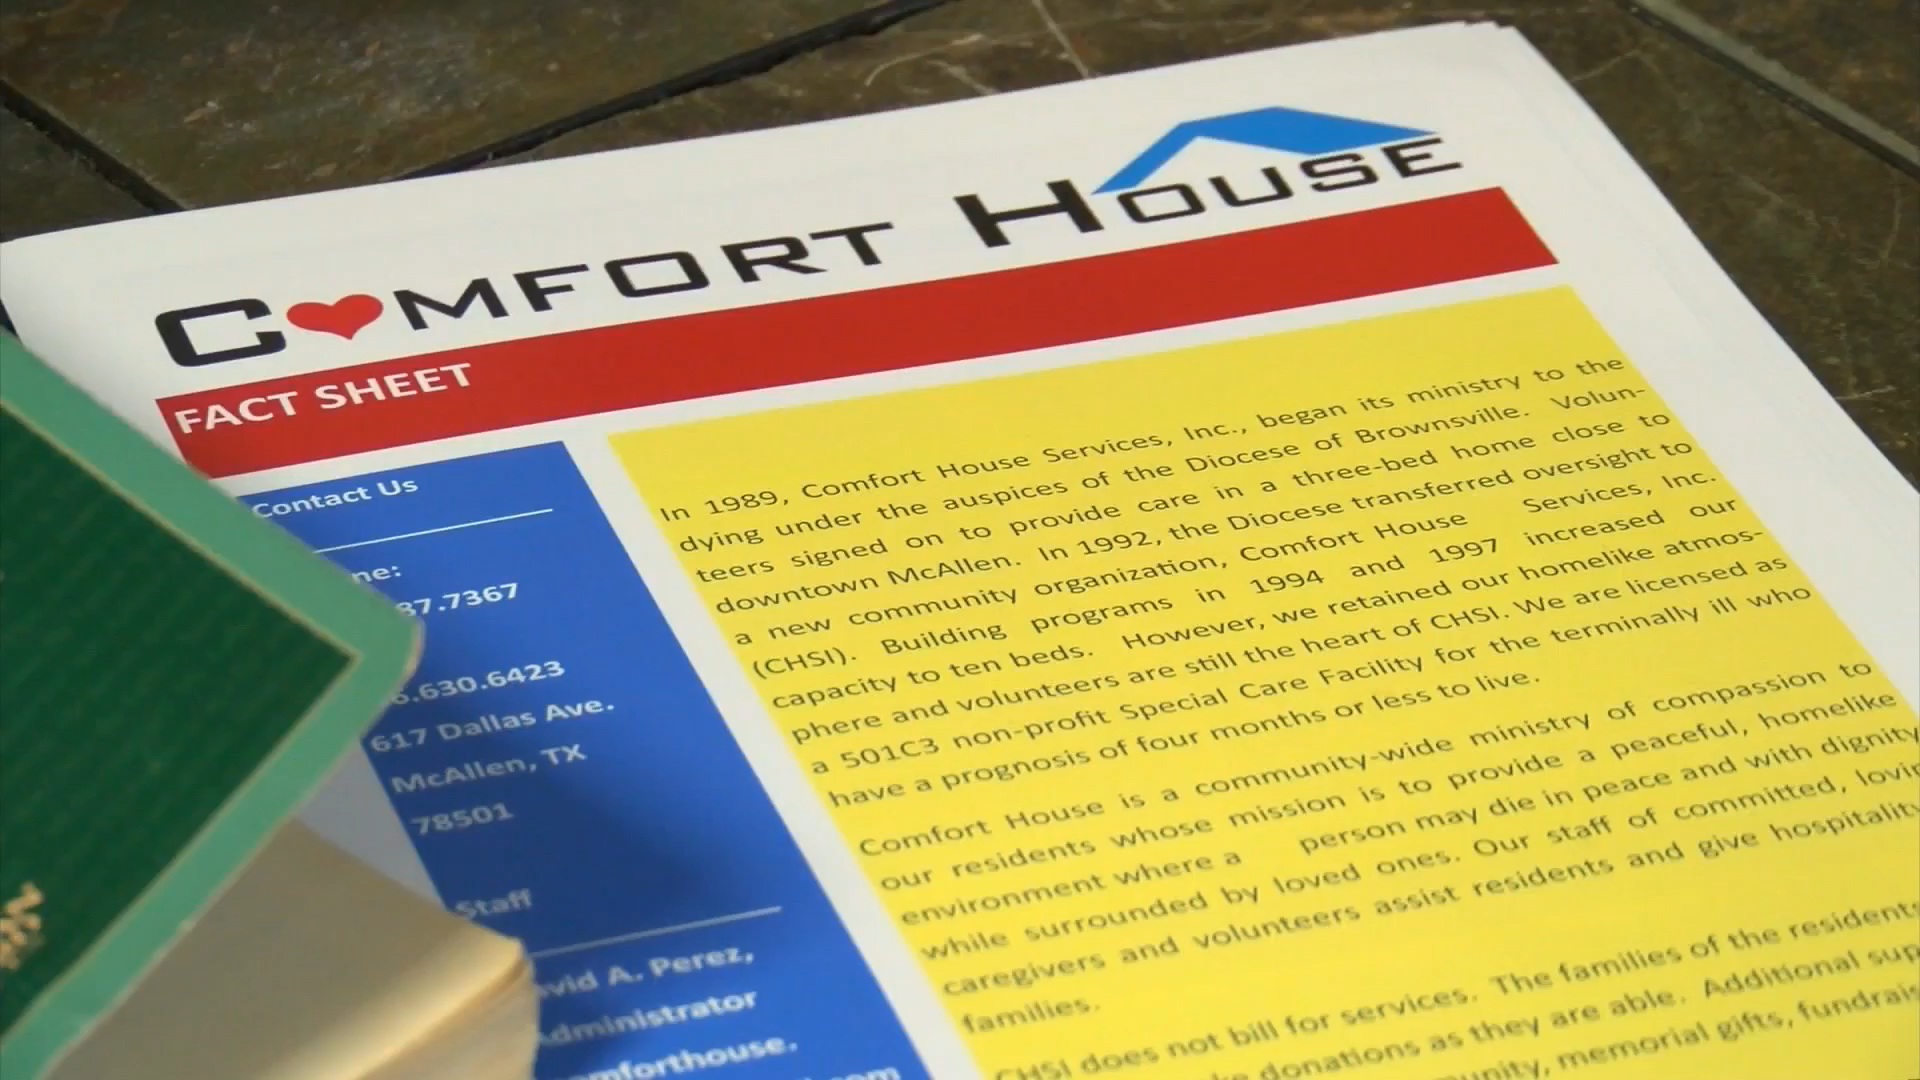 COMFORT HOUSE
FACT SHEET
Contact Us
ne:
87.7367
6.630.6423
617 Dallas Ave.
McAllen, TX
78501
Staff
vid A. Perez,
dministrator
omforthouse.
In 1989, Comfort House Services, Inc., began its ministry to the
dying under the auspices of the Diocese of Brownsville. Volun-
teers signed on to provide care in a three-bed home close to
downtown McAllen. In 1992, the Diocese transferred oversight to
a new community organization, Comfort House Services, Inc.
(CHSI). Building programs in 1994 and 1997 increased our
capacity to ten beds. However, we retained our homelike atmos-
phere and volunteers are still the heart of CHSI. We are licensed as
a 501C3 non-profit Special Care Facility for the terminally ill who
have a prognosis of four months or less to live.
Comfort House is a community-wide ministry of compassion to
our residents whose mission is to provide a peaceful, homelike
environment where a person may die in peace and with dignity
while surrounded by loved ones. Our staff of committed, lovin
caregivers and volunteers assist residents and give hospitality
families.
CHSI does not bill for services. The families of the residents
ke donations as they are able. Additional sup
munity, memorial gifts, fundrais